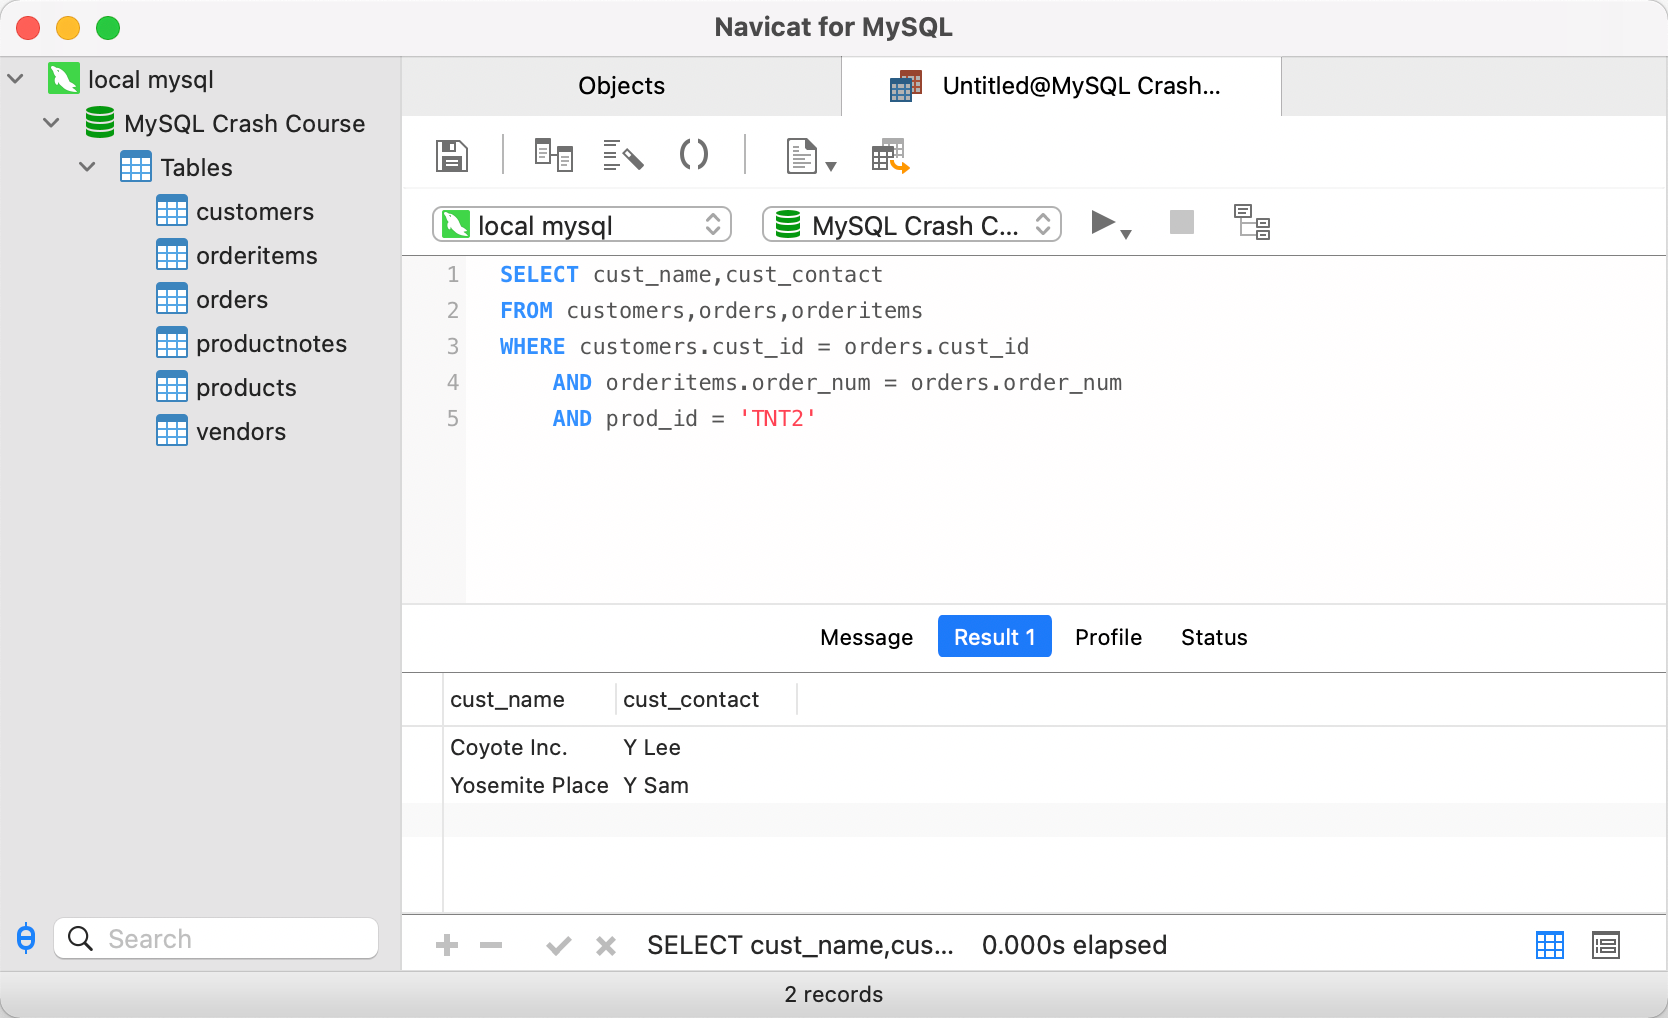 Navicat for MySQL
local mysql
MySQL Crash Course
Tables
customers
orderitems
orders
productnotes
products
vendors
Search
Objects
Untitled@MySQL Crash...
local mysql
MySQL Crash C...
1 SELECT cust_name,cust_contact
2 FROM customers,orders,orderitems
3 WHERE customers.cust_id = orders.cust_id
4 AND orderitems.order_num = orders.order_num
5 AND prod_id = 'TNT2'
Message Result 1 Profile Status
cust_name cust_contact
Coyote Inc. Y Lee
Yosemite Place Y Sam
SELECT cust_name,cus... 0.000s elapsed
2 records